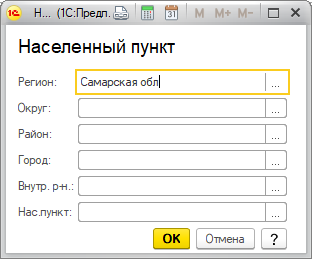 Н... (1С:Предп... M M+ M-
Населенный пункт
Регион: Самарская обл ...
Округ: ...
Район: ...
Город: ...
Внутр. р-н.: ...
Нас.пункт: ...
OK Отмена ?